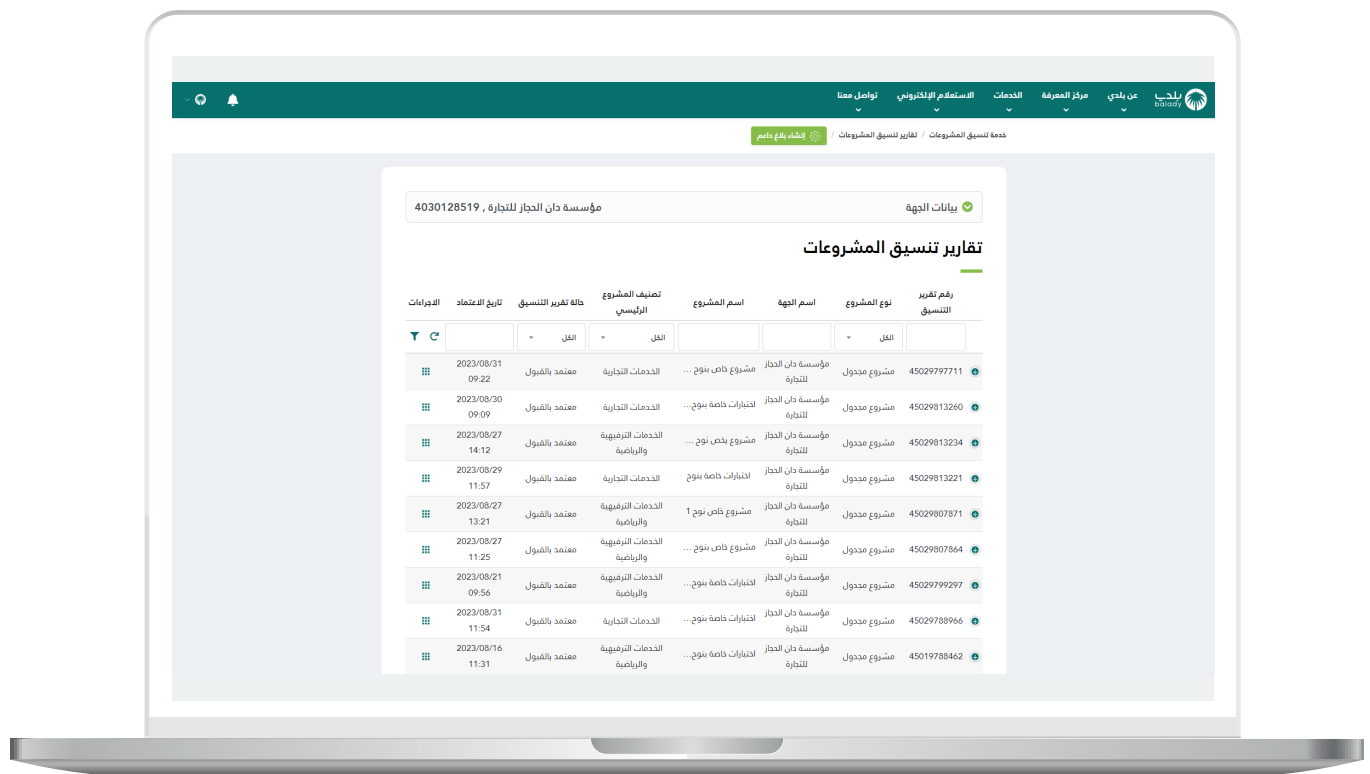 بلدي
balady
عن بلدي
مركز المعرفة
الخدمات
الاستعلام الإلكتروني
تواصل معنا
خدمة تنسيق المشروعات / تقارير تنسيق المشروعات / إنشاء بلاغ داعم
بيانات الجهة
مؤسسة دان الحجاز للتجارة , 4030128519
تقارير تنسيق المشروعات
رقم تقرير التنسيق
نوع المشروع
اسم الجهة
اسم المشروع
تصنيف المشروع الرئيسي
حالة تقرير التنسيق
تاريخ الاعتماد
الاجراءات
الكل
الكل
الكل
45029797711 مشروع مجدول مؤسسة دان الحجاز للتجارة مشروع خاص بنوح ... الخدمات التجارية معتمد بالقبول 2023/08/31 09:22
45029813260 مشروع مجدول مؤسسة دان الحجاز للتجارة اختبارات خاصة بنوح... الخدمات التجارية معتمد بالقبول 2023/08/30 09:09
45029813234 مشروع مجدول مؤسسة دان الحجاز للتجارة مشروع يخص نوح ... الخدمات الترفيهية والرياضية معتمد بالقبول 2023/08/27 14:12
45029813221 مشروع مجدول مؤسسة دان الحجاز للتجارة اختبارات خاصة بنوح الخدمات التجارية معتمد بالقبول 2023/08/29 11:57
45029807871 مشروع مجدول مؤسسة دان الحجاز للتجارة مشروع خاص نوح 1 الخدمات الترفيهية والرياضية معتمد بالقبول 2023/08/27 13:21
45029807864 مشروع مجدول مؤسسة دان الحجاز للتجارة مشروع خاص بنوح ... الخدمات الترفيهية والرياضية معتمد بالقبول 2023/08/27 11:25
45029799297 مشروع مجدول مؤسسة دان الحجاز للتجارة اختبارات خاصة بنوح... الخدمات الترفيهية والرياضية معتمد بالقبول 2023/08/21 09:56
45029788966 مشروع مجدول مؤسسة دان الحجاز للتجارة اختبارات خاصة بنوح... الخدمات التجارية معتمد بالقبول 2023/08/31 11:54
45019788462 مشروع مجدول مؤسسة دان الحجاز للتجارة اختبارات خاصة بنوح... الخدمات الترفيهية والرياضية معتمد بالقبول 2023/08/16 11:31